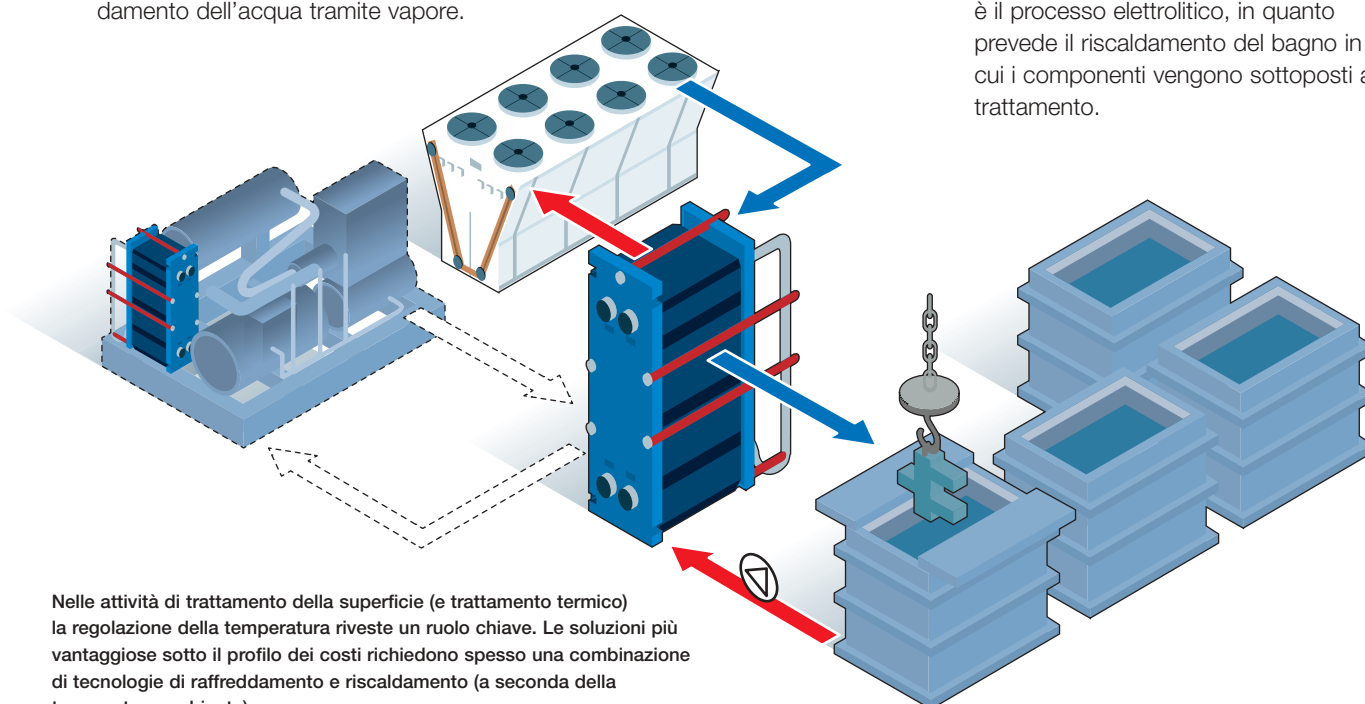 damento dell'acqua tramite vapore.
è il processo elettrolitico, in quanto
prevede il riscaldamento del bagno in
cui i componenti vengono sottoposti a
trattamento.
Nelle attività di trattamento della superficie (e trattamento termico)
la regolazione della temperatura riveste un ruolo chiave. Le soluzioni più
vantaggiose sotto il profilo dei costi richiedono spesso una combinazione
di tecnologie di raffreddamento e riscaldamento (a seconda della